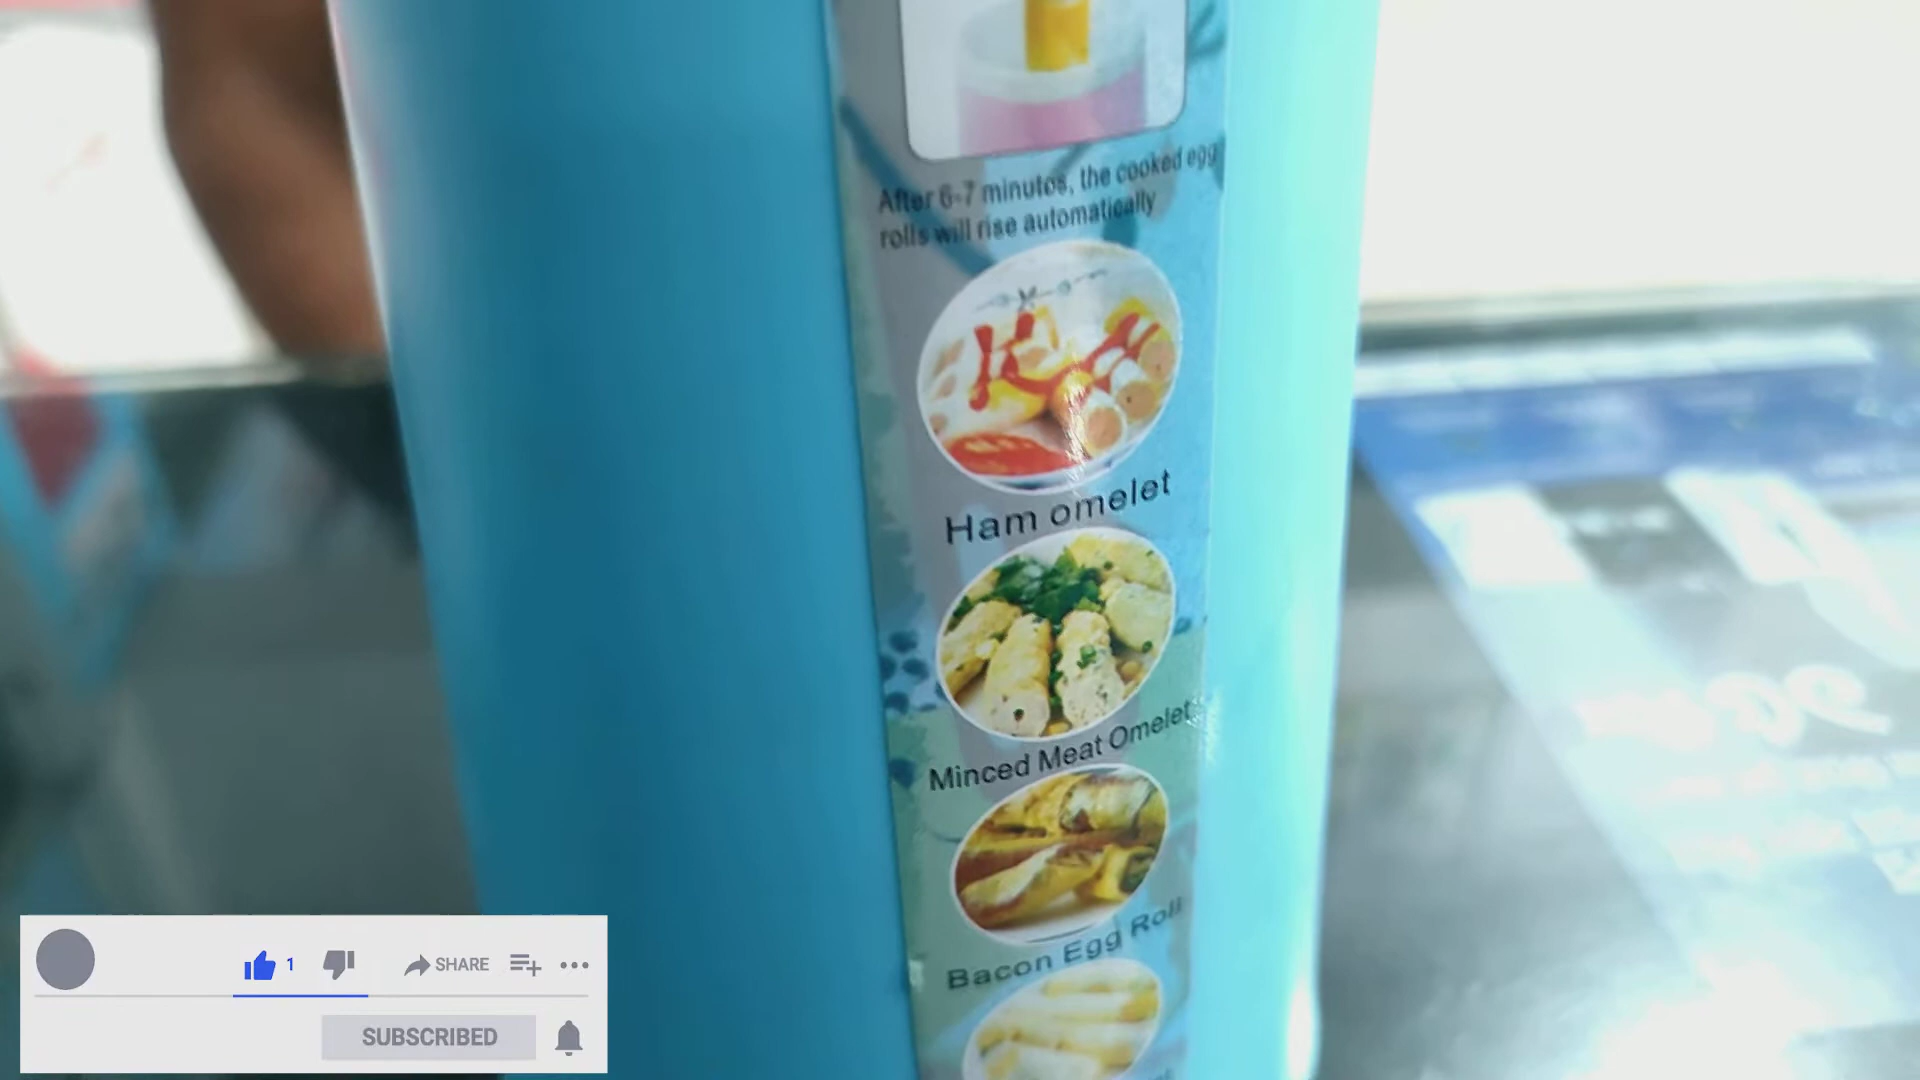 After 6-7 minutos, the cooked egg
rolls will rise automatically
Ham omelet
Minced Meat Omelet
Bacon Egg Roll
1
SHARE
SUBSCRIBED